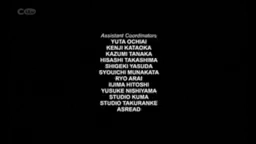 Assistant Coordinators
YUTA OCHIAI
KENJI KATAOKA
KAZUMI TANAKA
HISASHI TAKASHIMA
SHIGEKI YASUDA
SYOUICHI MUNAKATA
RYO ARAI
IIJIMA HITOSHI
YUSUKE NISHIYAMA
STUDIO KUMA
STUDIO TAKURANKE
ASREAD